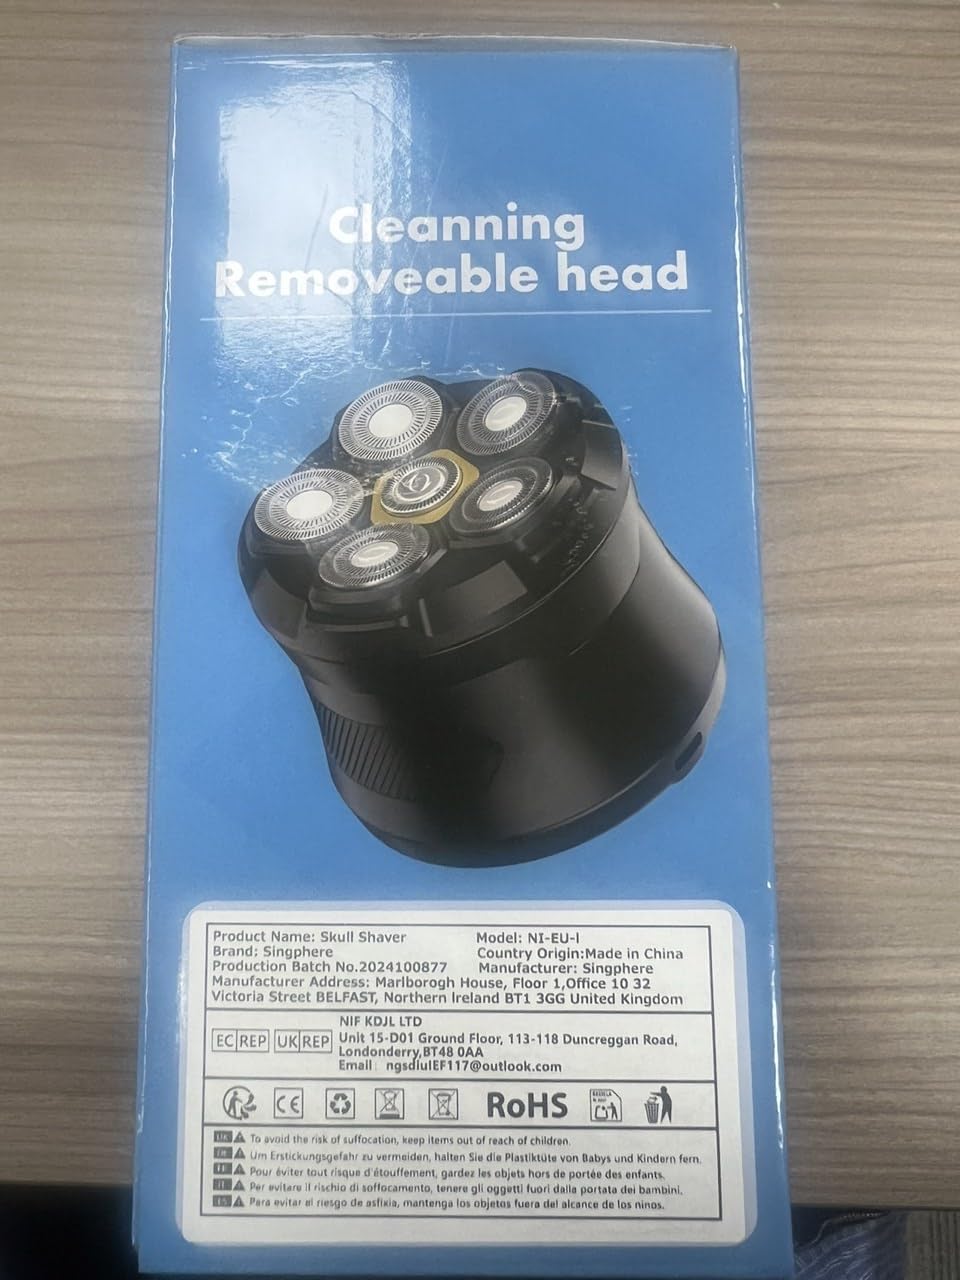 Cleanning
Removeable head
Product Name: Skull Shaver Model: NI-EU-I
Brand: Singphere Country Origin:Made in China
Production Batch No.2024100877 Manufacturer: Singphere
Manufacturer Address: Marlborogh House, Floor 1,Office 10 32
Victoria Street BELFAST, Northern Ireland BT1 3GG United Kingdom
NIF KDJL LTD
EC REP UK REP Unit 15-D01 Ground Floor, 113-118 Duncreggan Road,
Londonderry,BT48 0AA
Email: ngsdiuIEF117@outlook.com
CE RoHS
To avoid the risk of suffocation, keep items out of reach of children.
Um Erstickungsgefahr zu vermeiden, halten Sie die Plastiktüte von Babys und Kindern fern.
Pour éviter tout risque d'étouffement, gardez les objets hors de portée des enfants.
IT Per evitare il rischio di soffocamento, tenere gli oggetti fuori dalla portata dei bambini.
ES Para evitar el riesgo de asfixia, mantenga los objetos fuera del alcance de los ninos.